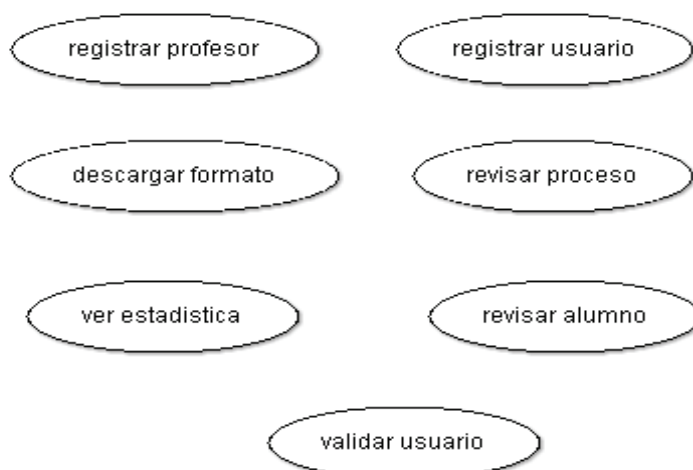 registrar profesor
registrar usuario
descargar formato
revisar proceso
ver estadistica
revisar alumno
validar usuario